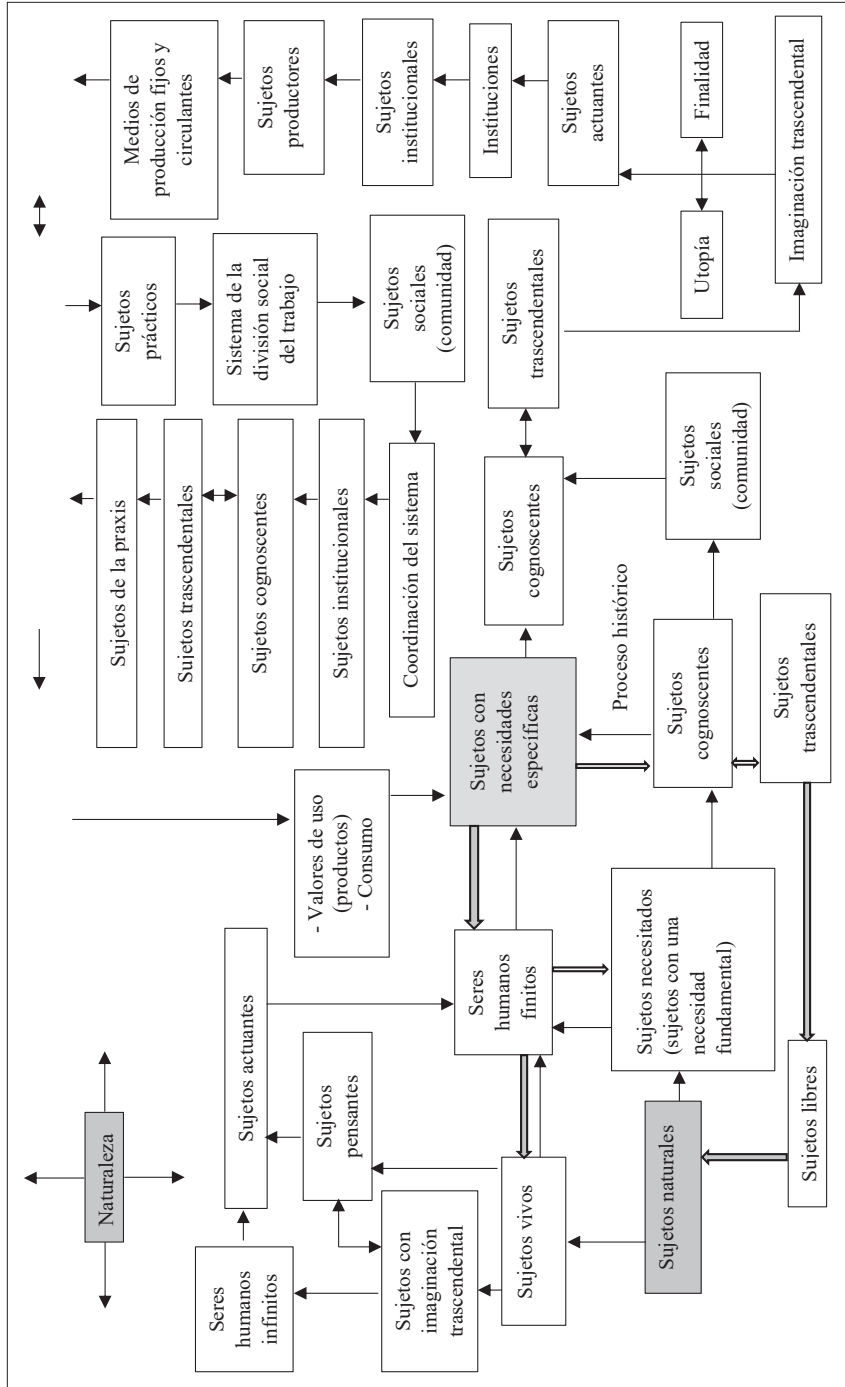 Naturaleza
Seres
humanos
infinitos
Sujetos actuantes
- Valores de uso
(productos)
- Consumo
Sujetos de la praxis
Sujetos trascendentales
Sujetos cognoscentes
Sujetos institucionales
Coordinación del sistema
Sujetos
prácticos
Sistema de la
división social
del trabajo
Sujetos
sociales
(comunidad)
Medios de
producción fijos y
circulantes
Sujetos
productores
Sujetos
institucionales
Instituciones
Sujetos
actuantes
Sujetos con
imaginación
trascendental
Sujetos
pensantes
Sujetos vivos
Seres
humanos
finitos
Sujetos con
necesidades
específicas
Sujetos
cognoscentes
Sujetos
trascendentales
Utopía
Finalidad
Imaginación trascendental
Proceso histórico
Sujetos naturales
Sujetos necesitados
(sujetos con una
necesidad
fundamental)
Sujetos
cognoscentes
Sujetos
sociales
(comunidad)
Sujetos libres
Sujetos
trascendentales